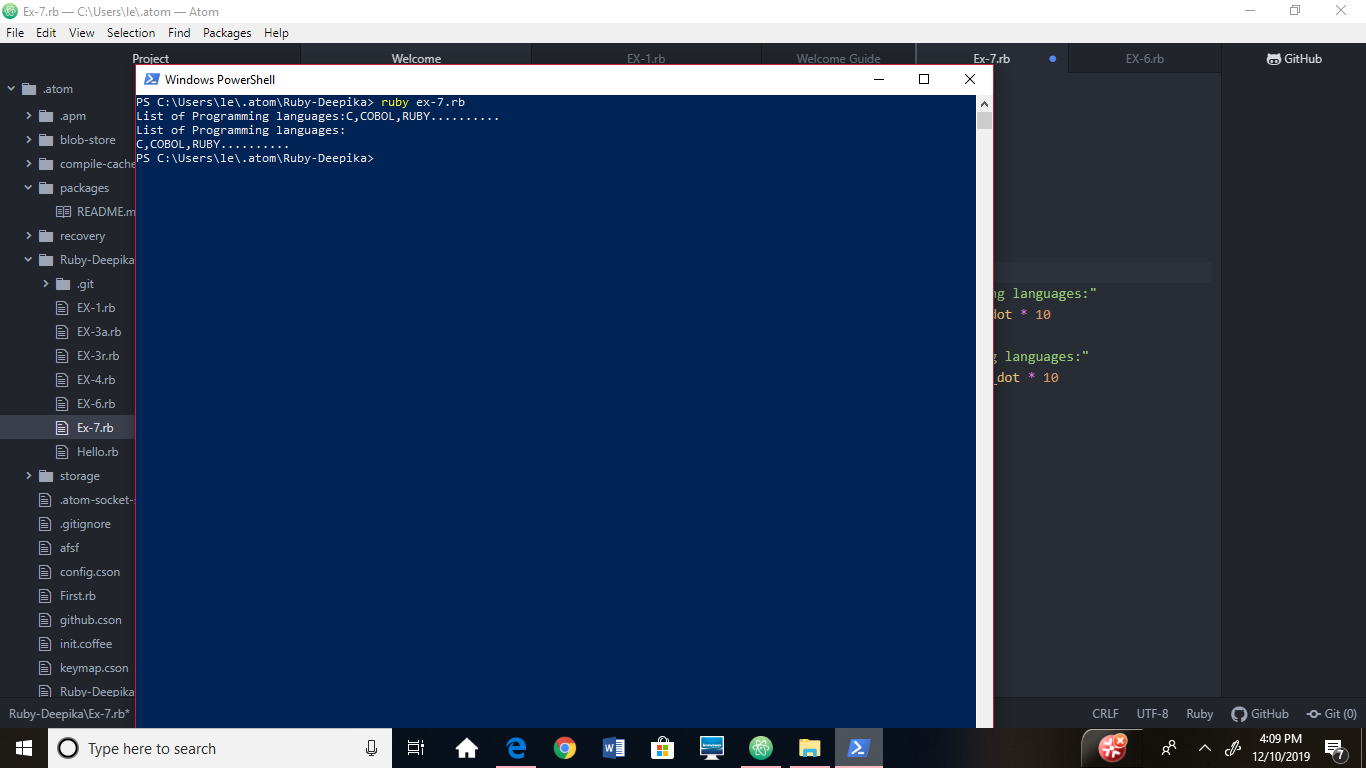 Ex-7.rb — C:\Users\le\.atom — Atom
File Edit View Selection Find Packages Help
Project Welcome EX-1.rb Welcome Guide Ex-7.rb EX-6.rb GitHub
Windows PowerShell
.atom
.apm
blob-store
compile-cache
packages
README.m
recovery
Ruby-Deepika
.git
EX-1.rb
EX-3a.rb
EX-3r.rb
EX-4.rb
EX-6.rb
Ex-7.rb
Hello.rb
storage
.atom-socket-
.gitignore
afsf
config.cson
First.rb
github.cson
init.coffee
keymap.cson
Ruby-Deepika
PS C:\Users\le\.atom\Ruby-Deepika> ruby ex-7.rb
List of Programming languages:C,COBOL,RUBY..........
List of Programming languages:
C,COBOL,RUBY..........
PS C:\Users\le\.atom\Ruby-Deepika>
ng languages:"
dot * 10
g languages:"
_dot * 10
Ruby-Deepika\Ex-7.rb* CRLF UTF-8 Ruby GitHub Git (0)
Type here to search
4:09 PM
12/10/2019
7